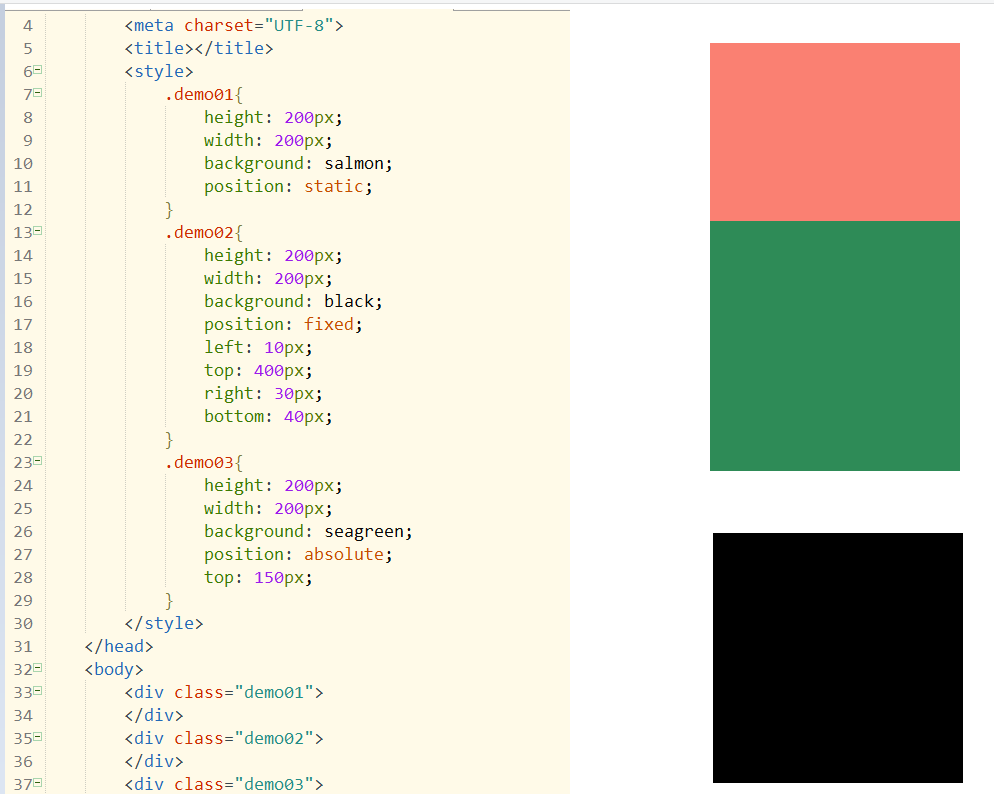 4 <meta charset="UTF-8">
5 <title></title>
6 <style>
7 .demo01{
8 height: 200px;
9 width: 200px;
10 background: salmon;
11 position: static;
12 }
13 .demo02{
14 height: 200px;
15 width: 200px;
16 background: black;
17 position: fixed;
18 left: 10px;
19 top: 400px;
20 right: 30px;
21 bottom: 40px;
22 }
23 .demo03{
24 height: 200px;
25 width: 200px;
26 background: seagreen;
27 position: absolute;
28 top: 150px;
29 }
30 </style>
31 </head>
32 <body>
33 <div class="demo01">
34 </div>
35 <div class="demo02">
36 </div>
37 <div class="demo03">